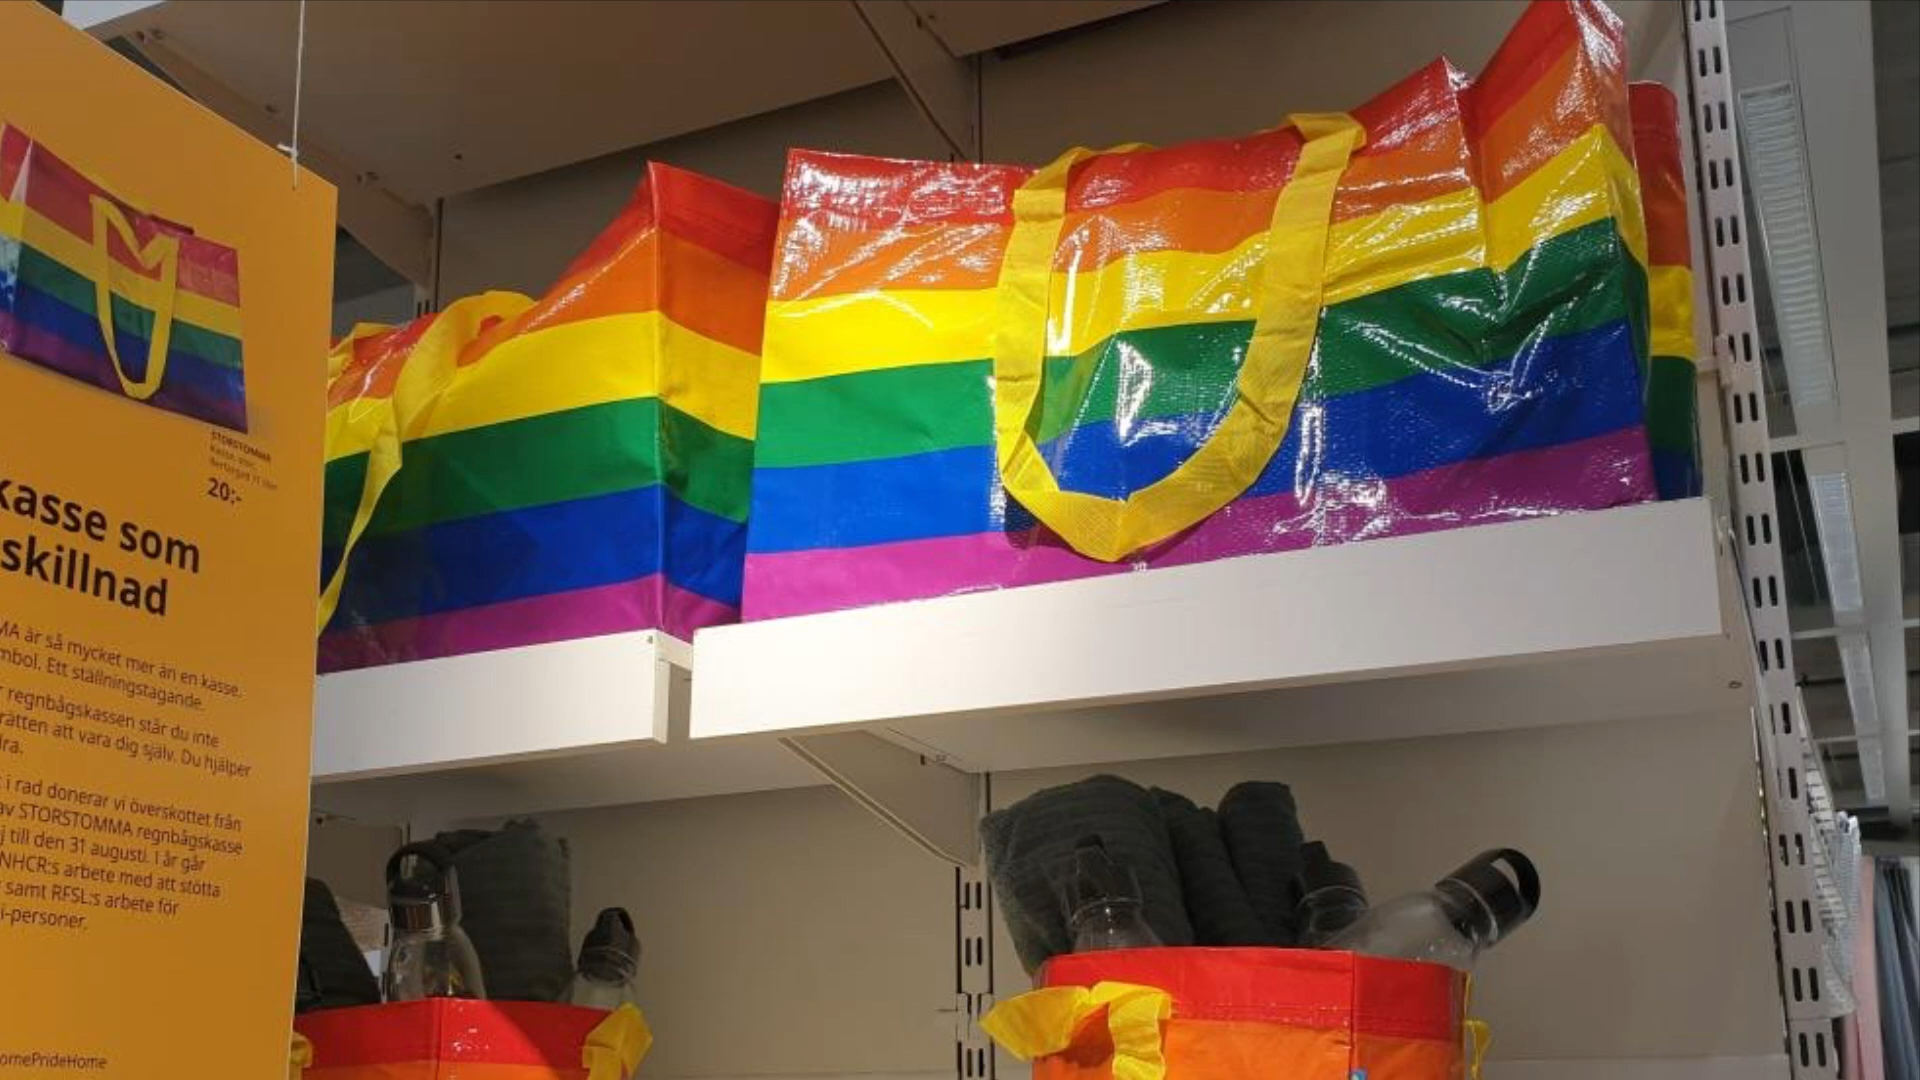 STORSTOMMA
Kasse, stor.
20:-
kasse som
skillnad
MA är så mycket mer än en kasse.
mbol. Ett ställningstagande.
r regnbågskassen står du inte
rätten att vara dig själv. Du hjälper
dra.
t i rad donerar vi överskottet från
av STORSTOMMA regnbågskasse
j till den 31 augusti. I år går
NHCR:s arbete med att stötta
samt RFSL:s arbete för
i-personer.
omePrideHome